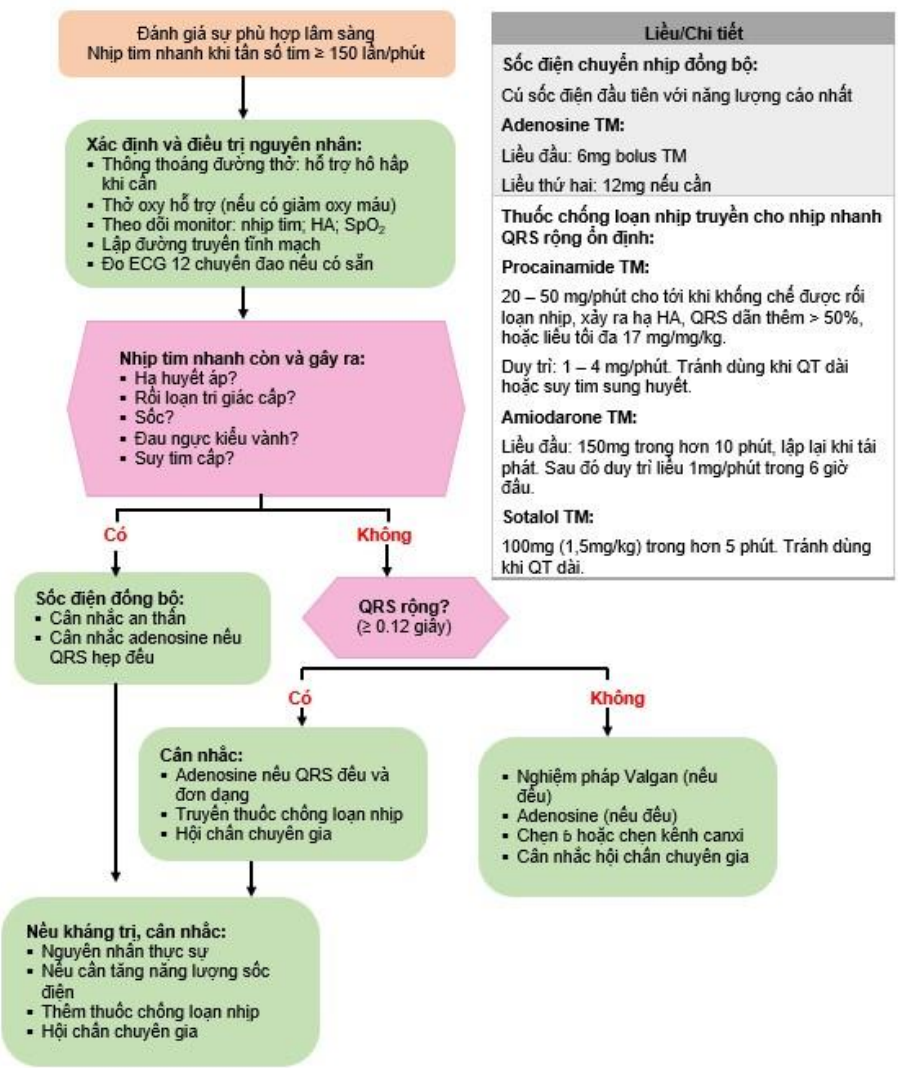 Đánh giá sự phù hợp lâm sàng
Nhịp tim nhanh khi tần số tim ≥ 150 lần/phút
Xác định và điều trị nguyên nhân:
▪ Thông thoáng đường thở: hỗ trợ hô hấp
khi cần
▪ Thở oxy hỗ trợ (nếu có giảm oxy máu)
▪ Theo dõi monitor: nhịp tim; HA; SpO₂
▪ Lập đường truyền tĩnh mạch
▪ Đo ECG 12 chuyển đạo nếu có sẵn
Nhịp tim nhanh còn và gây ra:
▪ Hạ huyết áp?
▪ Rối loạn tri giác cấp?
▪ Sốc?
▪ Đau ngực kiểu vành?
▪ Suy tim cấp?
Có
Không
Sốc điện đồng bộ:
▪ Cân nhắc an thần
▪ Cân nhắc adenosine nếu
QRS hẹp đều
QRS rộng?
(≥ 0.12 giây)
Có
Không
Cân nhắc:
▪ Adenosine nếu QRS đều và
đơn dạng
▪ Truyền thuốc chống loạn nhịp
▪ Hội chẩn chuyên gia
▪ Nghiệm pháp Valgan (nếu
đều)
▪ Adenosine (nếu đều)
▪ Chẹn ϐ hoặc chẹn kênh canxi
▪ Cân nhắc hội chẩn chuyên gia
Nếu kháng trị, cân nhắc:
▪ Nguyên nhân thực sự
▪ Nếu cần tăng năng lượng sốc
điện
▪ Thêm thuốc chống loạn nhịp
▪ Hội chẩn chuyên gia
Liều/Chi tiết
Sốc điện chuyển nhịp đồng bộ:
Cú sốc điện đầu tiên với năng lượng cáo nhất
Adenosine TM:
Liều đầu: 6mg bolus TM
Liều thứ hai: 12mg nếu cần
Thuốc chống loạn nhịp truyền cho nhịp nhanh
QRS rộng ổn định:
Procainamide TM:
20 – 50 mg/phút cho tới khi khống chế được rối
loạn nhịp, xảy ra hạ HA, QRS dãn thêm > 50%,
hoặc liều tối đa 17 mg/mg/kg.
Duy trì: 1 – 4 mg/phút. Tránh dùng khi QT dài
hoặc suy tim sung huyết.
Amiodarone TM:
Liều đầu: 150mg trong hơn 10 phút, lập lại khi tái
phát. Sau đó duy trì liều 1mg/phút trong 6 giờ
đầu.
Sotalol TM:
100mg (1,5mg/kg) trong hơn 5 phút. Tránh dùng
khi QT dài.